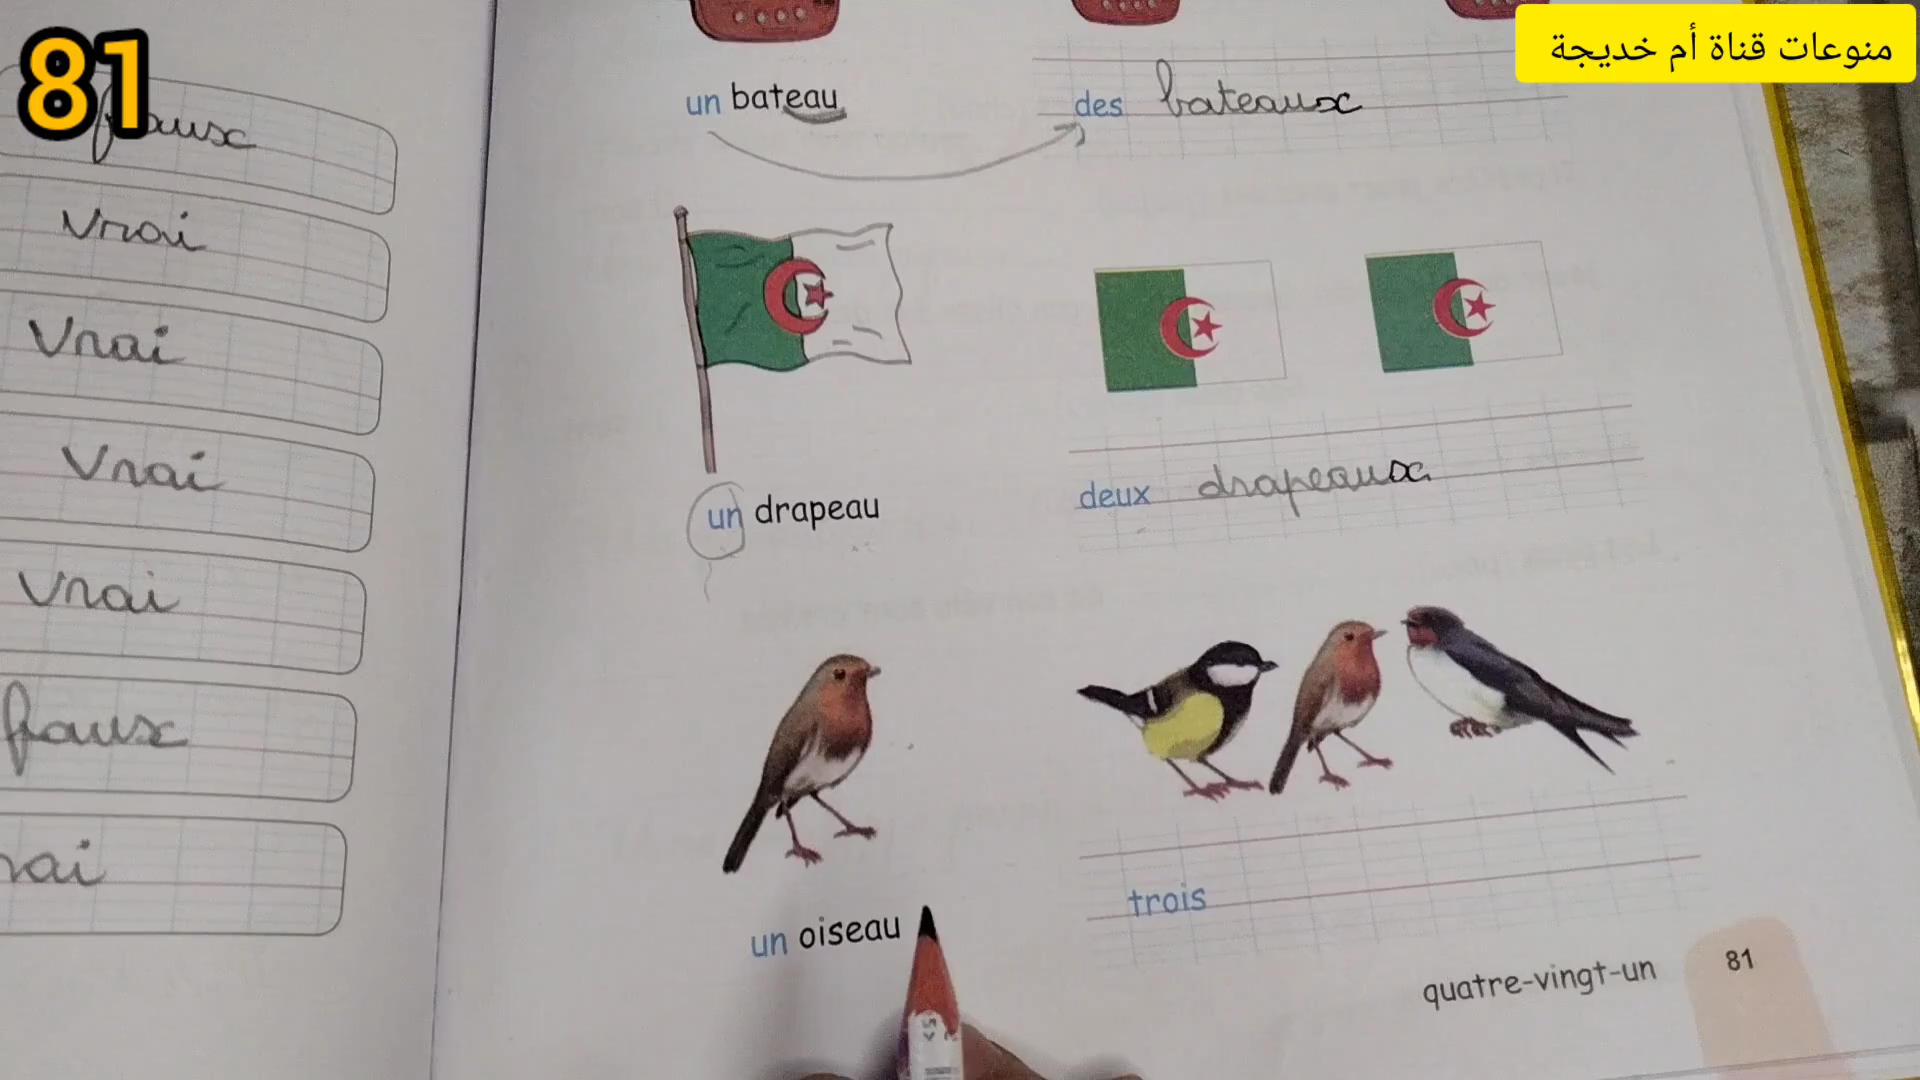 81
منوعات قناة أم خديجة
faux
vrai
vrai
vrai
vrai
faux
un bateau
des bateaux
un drapeau
deux drapeaux
un oiseau
trois
quatre-vingt-un
81